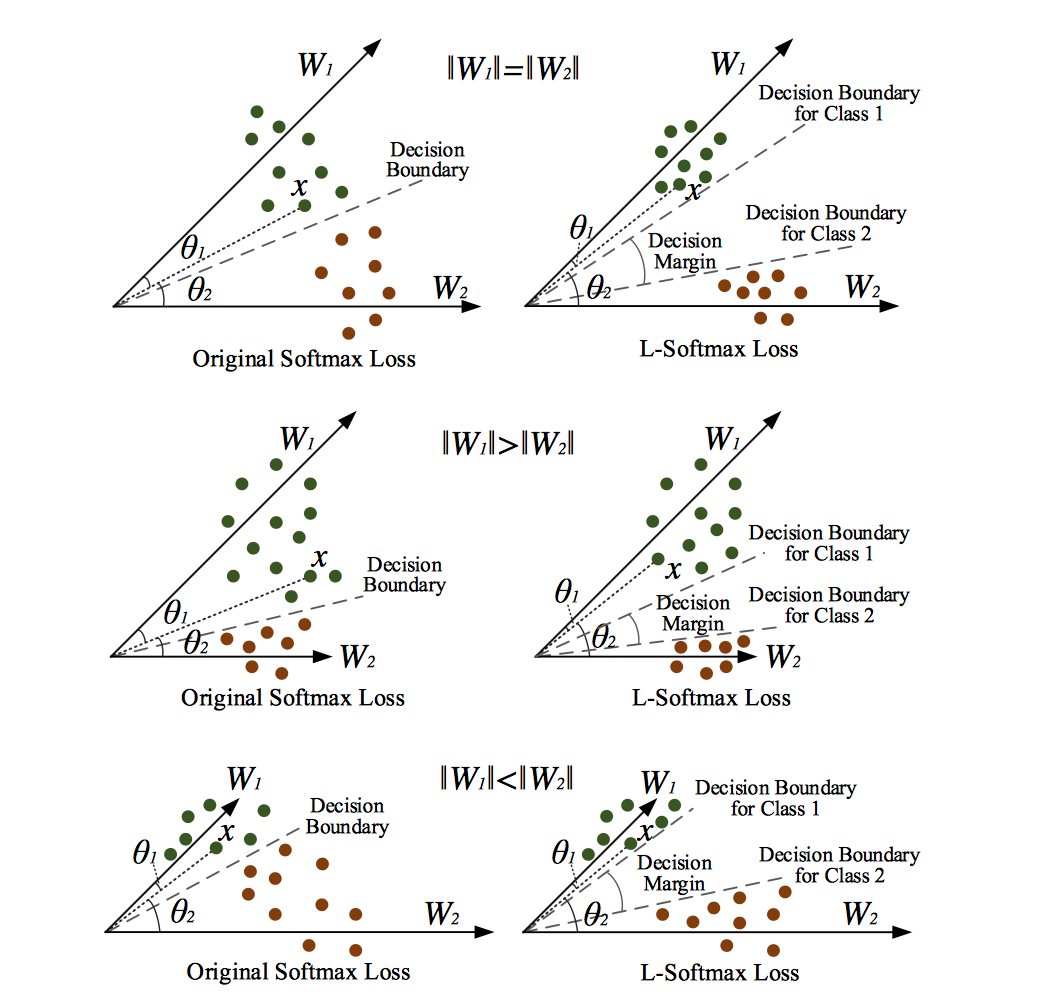 ‖W₁‖=‖W₂‖
W₁
Decision
Boundary
x
θ₁
θ₂
W₂
Original Softmax Loss
W₁
Decision Boundary
for Class 1
x
Decision Boundary
for Class 2
θ₁
Decision
Margin
θ₂
W₂
L-Softmax Loss
‖W₁‖>‖W₂‖
W₁
x
Decision
Boundary
θ₁
θ₂
W₂
Original Softmax Loss
W₁
Decision Boundary
for Class 1
x
θ₁
Decision Boundary
for Class 2
Decision
Margin
θ₂
W₂
L-Softmax Loss
‖W₁‖<‖W₂‖
W₁
Decision
Boundary
x
θ₁
θ₂
W₂
Original Softmax Loss
W₁
Decision Boundary
for Class 1
x
θ₁
Decision
Margin
Decision Boundary
for Class 2
θ₂
W₂
L-Softmax Loss